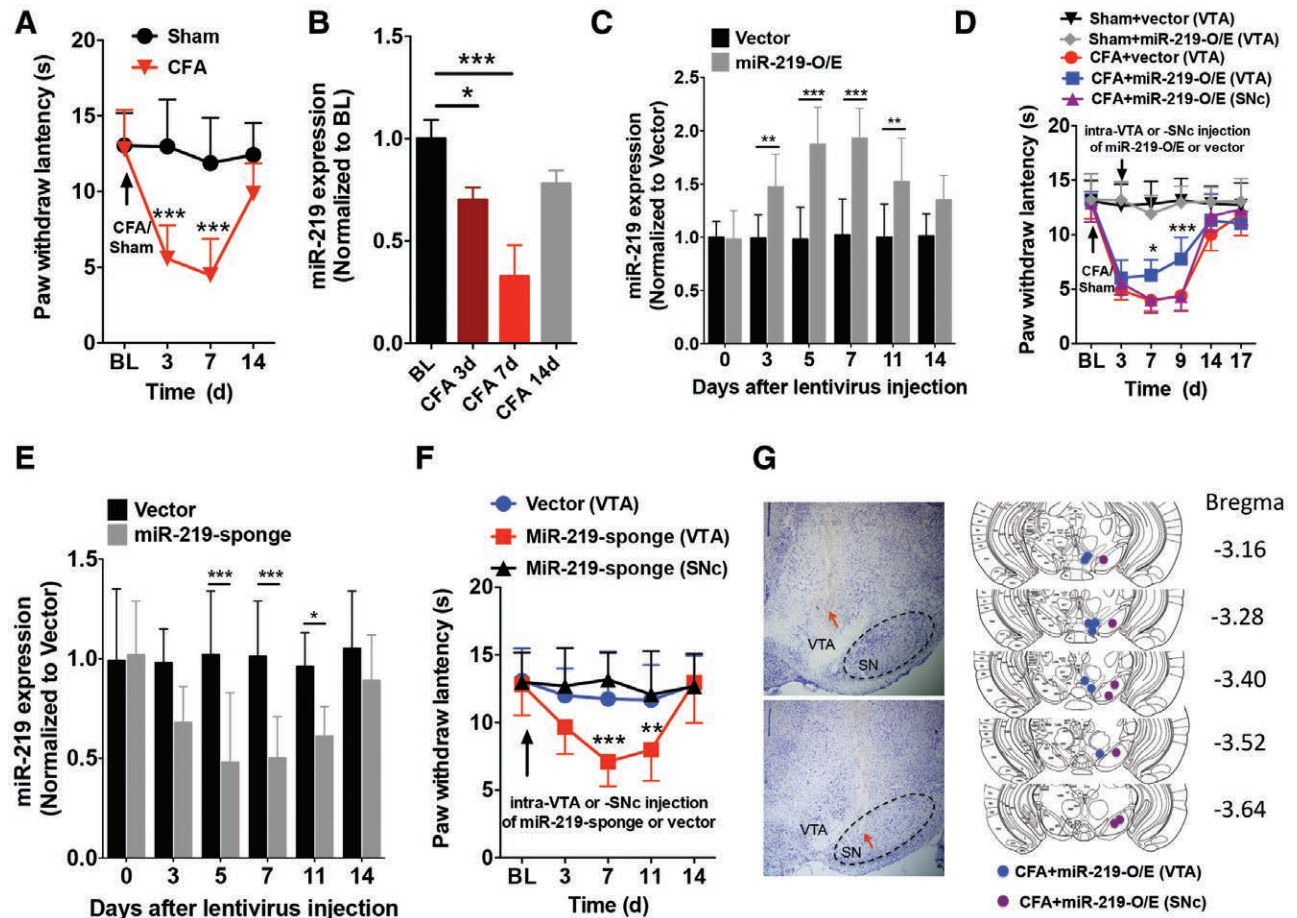 A
Sham
CFA
Paw withdraw lantency (s)
20
15
10
5
0
CFA/
Sham
***
***
BL 3 7 14
Time (d)
B
miR-219 expression
(Normalized to BL)
1.5
1.0
0.5
0.0
***
*
BL
CFA 3d
CFA 7d
CFA 14d
C
Vector
miR-219-O/E
miR-219 expression
(Normalized to Vector)
2.5
2.0
1.5
1.0
0.5
0.0
**
***
***
**
0 3 5 7 11 14
Days after lentivirus injection
D
Sham+vector (VTA)
Sham+miR-219-O/E (VTA)
CFA+vector (VTA)
CFA+miR-219-O/E (VTA)
CFA+miR-219-O/E (SNc)
Paw withdraw lantency (s)
20
15
10
5
0
intra-VTA or -SNc injection
of miR-219-O/E or vector
CFA/
Sham
*
***
BL 3 7 9 14 17
Time (d)
E
Vector
miR-219-sponge
miR-219 expression
(Normalized to Vector)
1.5
1.0
0.5
0.0
***
***
*
0 3 5 7 11 14
Days after lentivirus injection
F
Vector (VTA)
MiR-219-sponge (VTA)
MiR-219-sponge (SNc)
Paw withdraw lantency (s)
20
15
10
5
0
***
**
intra-VTA or -SNc injection
of miR-219-sponge or vector
BL 3 7 11 14
Time (d)
G
VTA
SN
VTA
SN
Bregma
-3.16
-3.28
-3.40
-3.52
-3.64
CFA+miR-219-O/E (VTA)
CFA+miR-219-O/E (SNc)